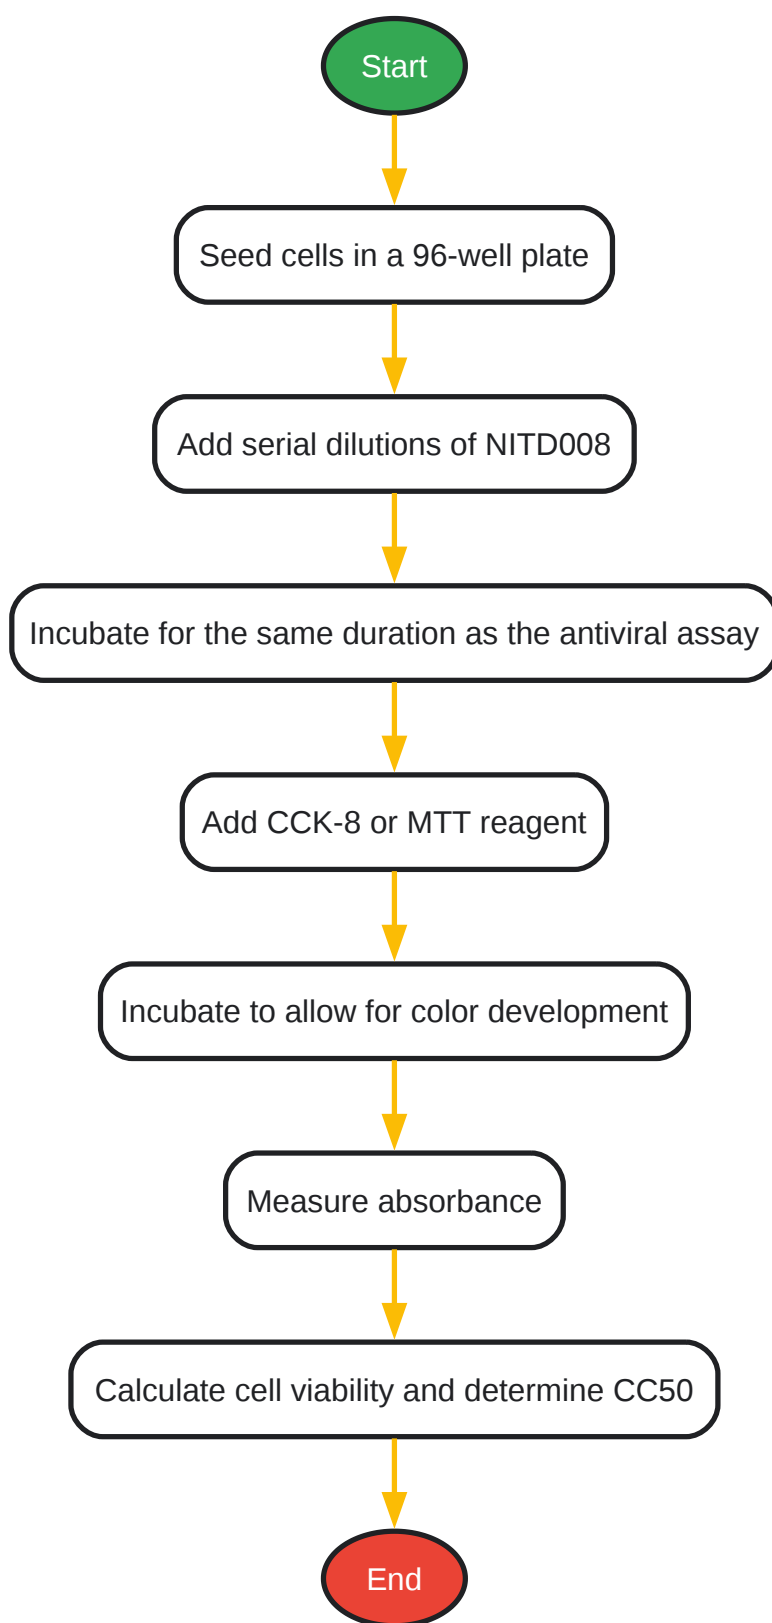 Start
Seed cells in a 96-well plate
Add serial dilutions of NITD008
Incubate for the same duration as the antiviral assay
Add CCK-8 or MTT reagent
Incubate to allow for color development
Measure absorbance
Calculate cell viability and determine CC50
End